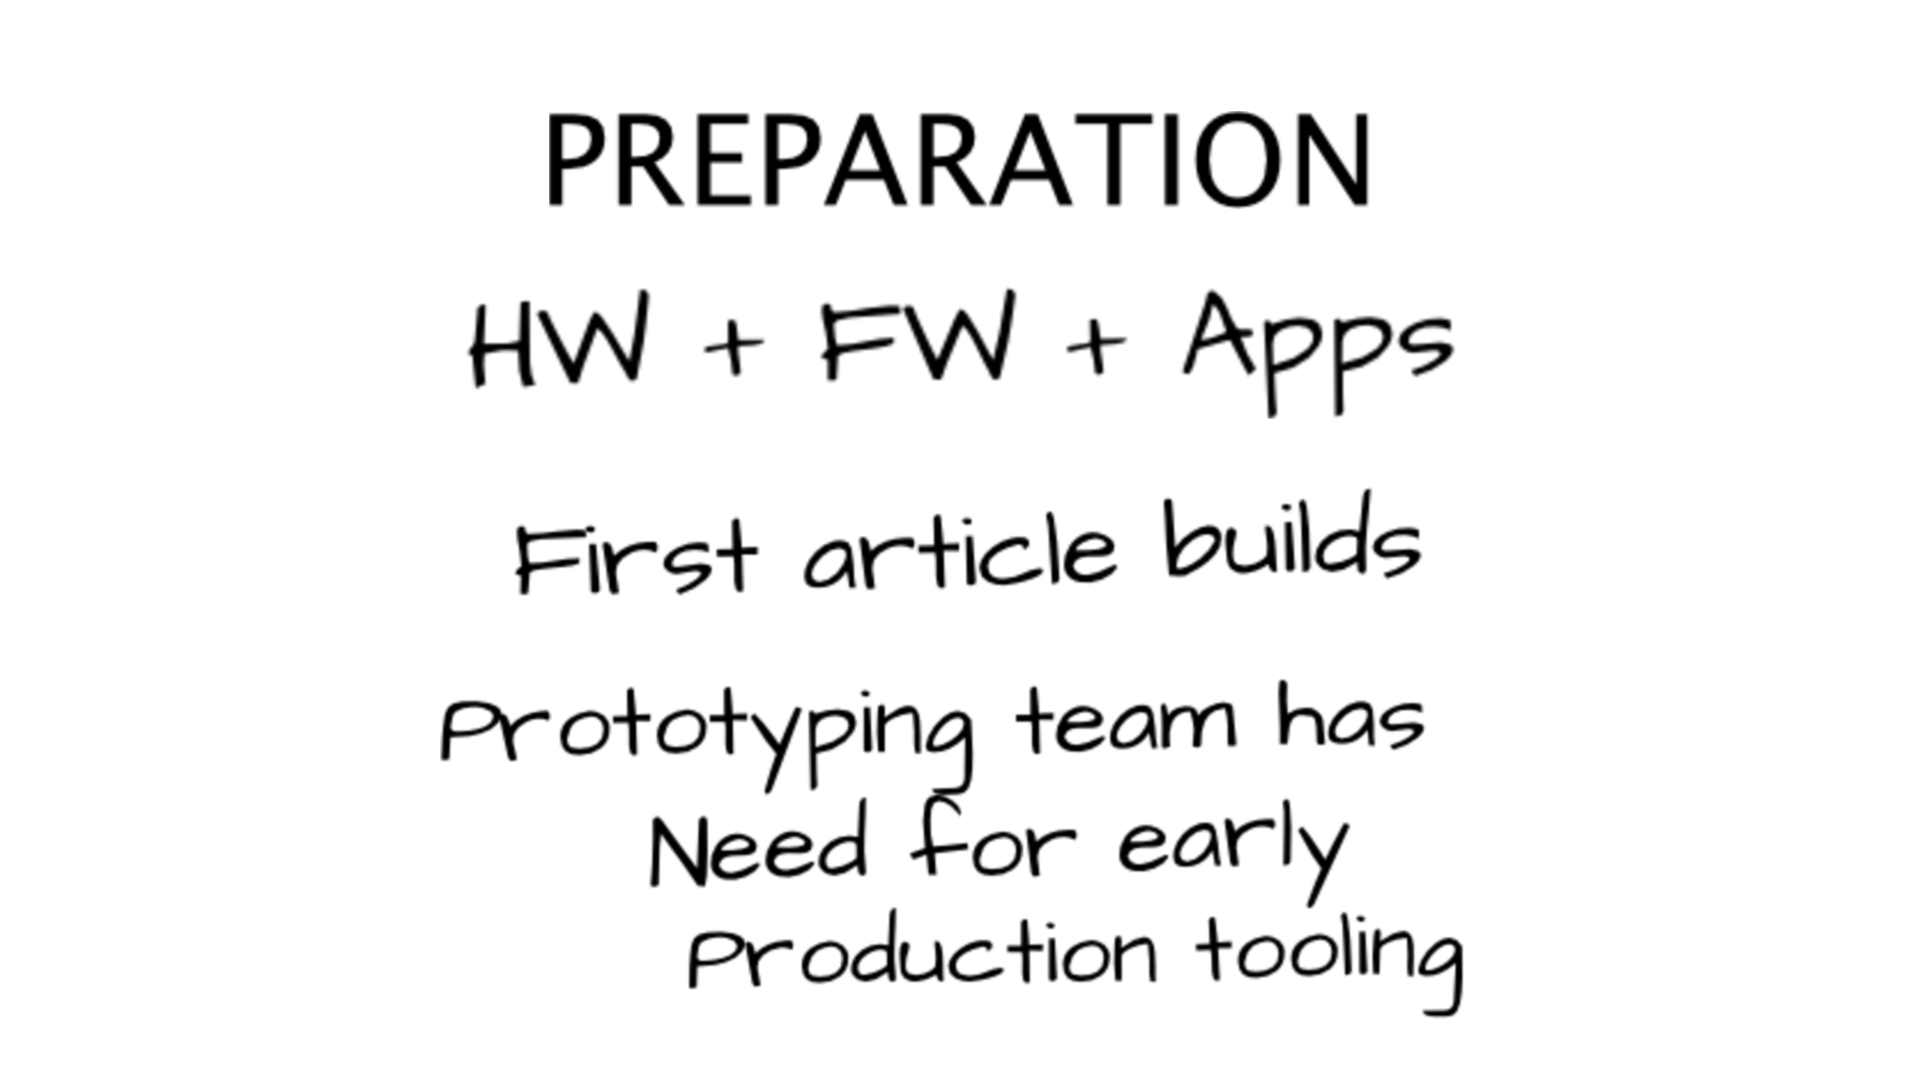 PREPARATION
HW + FW + Apps
First article builds
Prototyping team has
Need for early
Production tooling